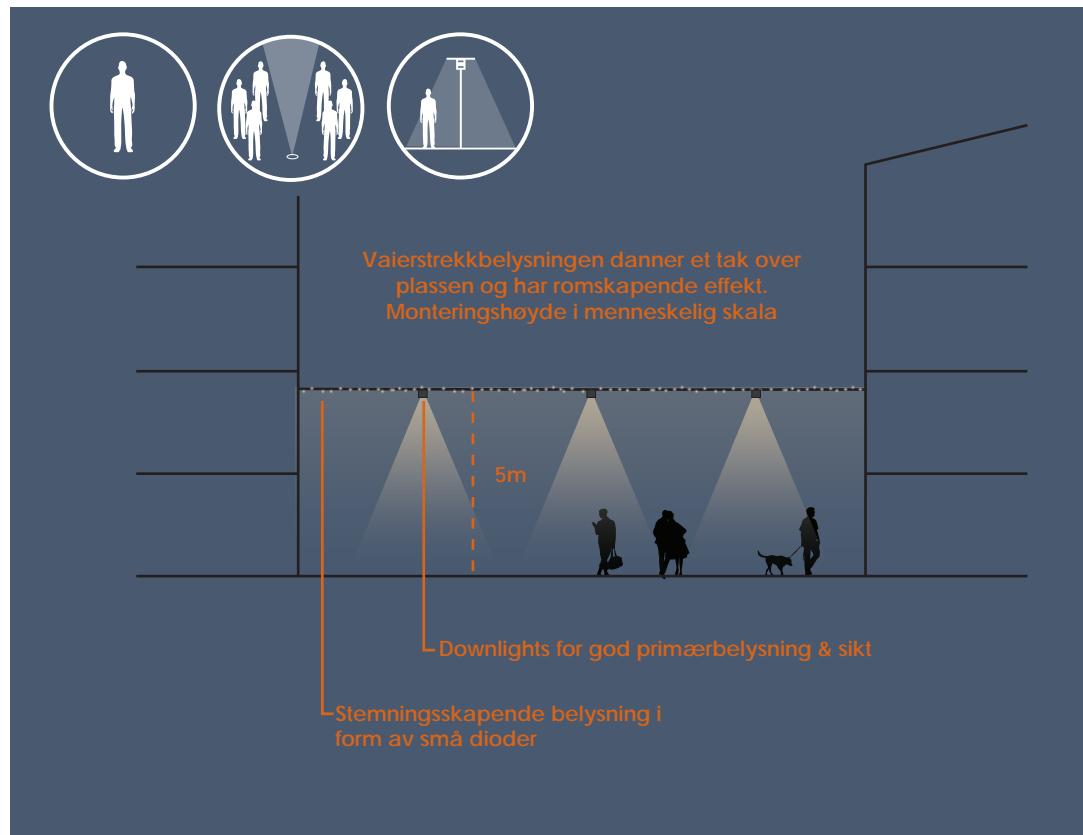 Vaierstrekkbelysningen danner et tak over
plassen og har romskapende effekt.
Monteringshøyde i menneskelig skala
5m
Downlights for god primærbelysning & sikt
Stemningsskapende belysning i
form av små dioder